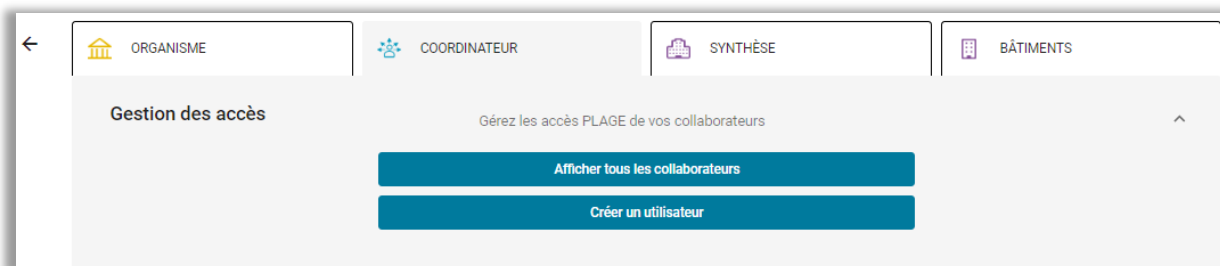 ORGANISME
COORDINATEUR
SYNTHÈSE
BÂTIMENTS
Gestion des accès
Gérez les accès PLAGE de vos collaborateurs
Afficher tous les collaborateurs
Créer un utilisateur